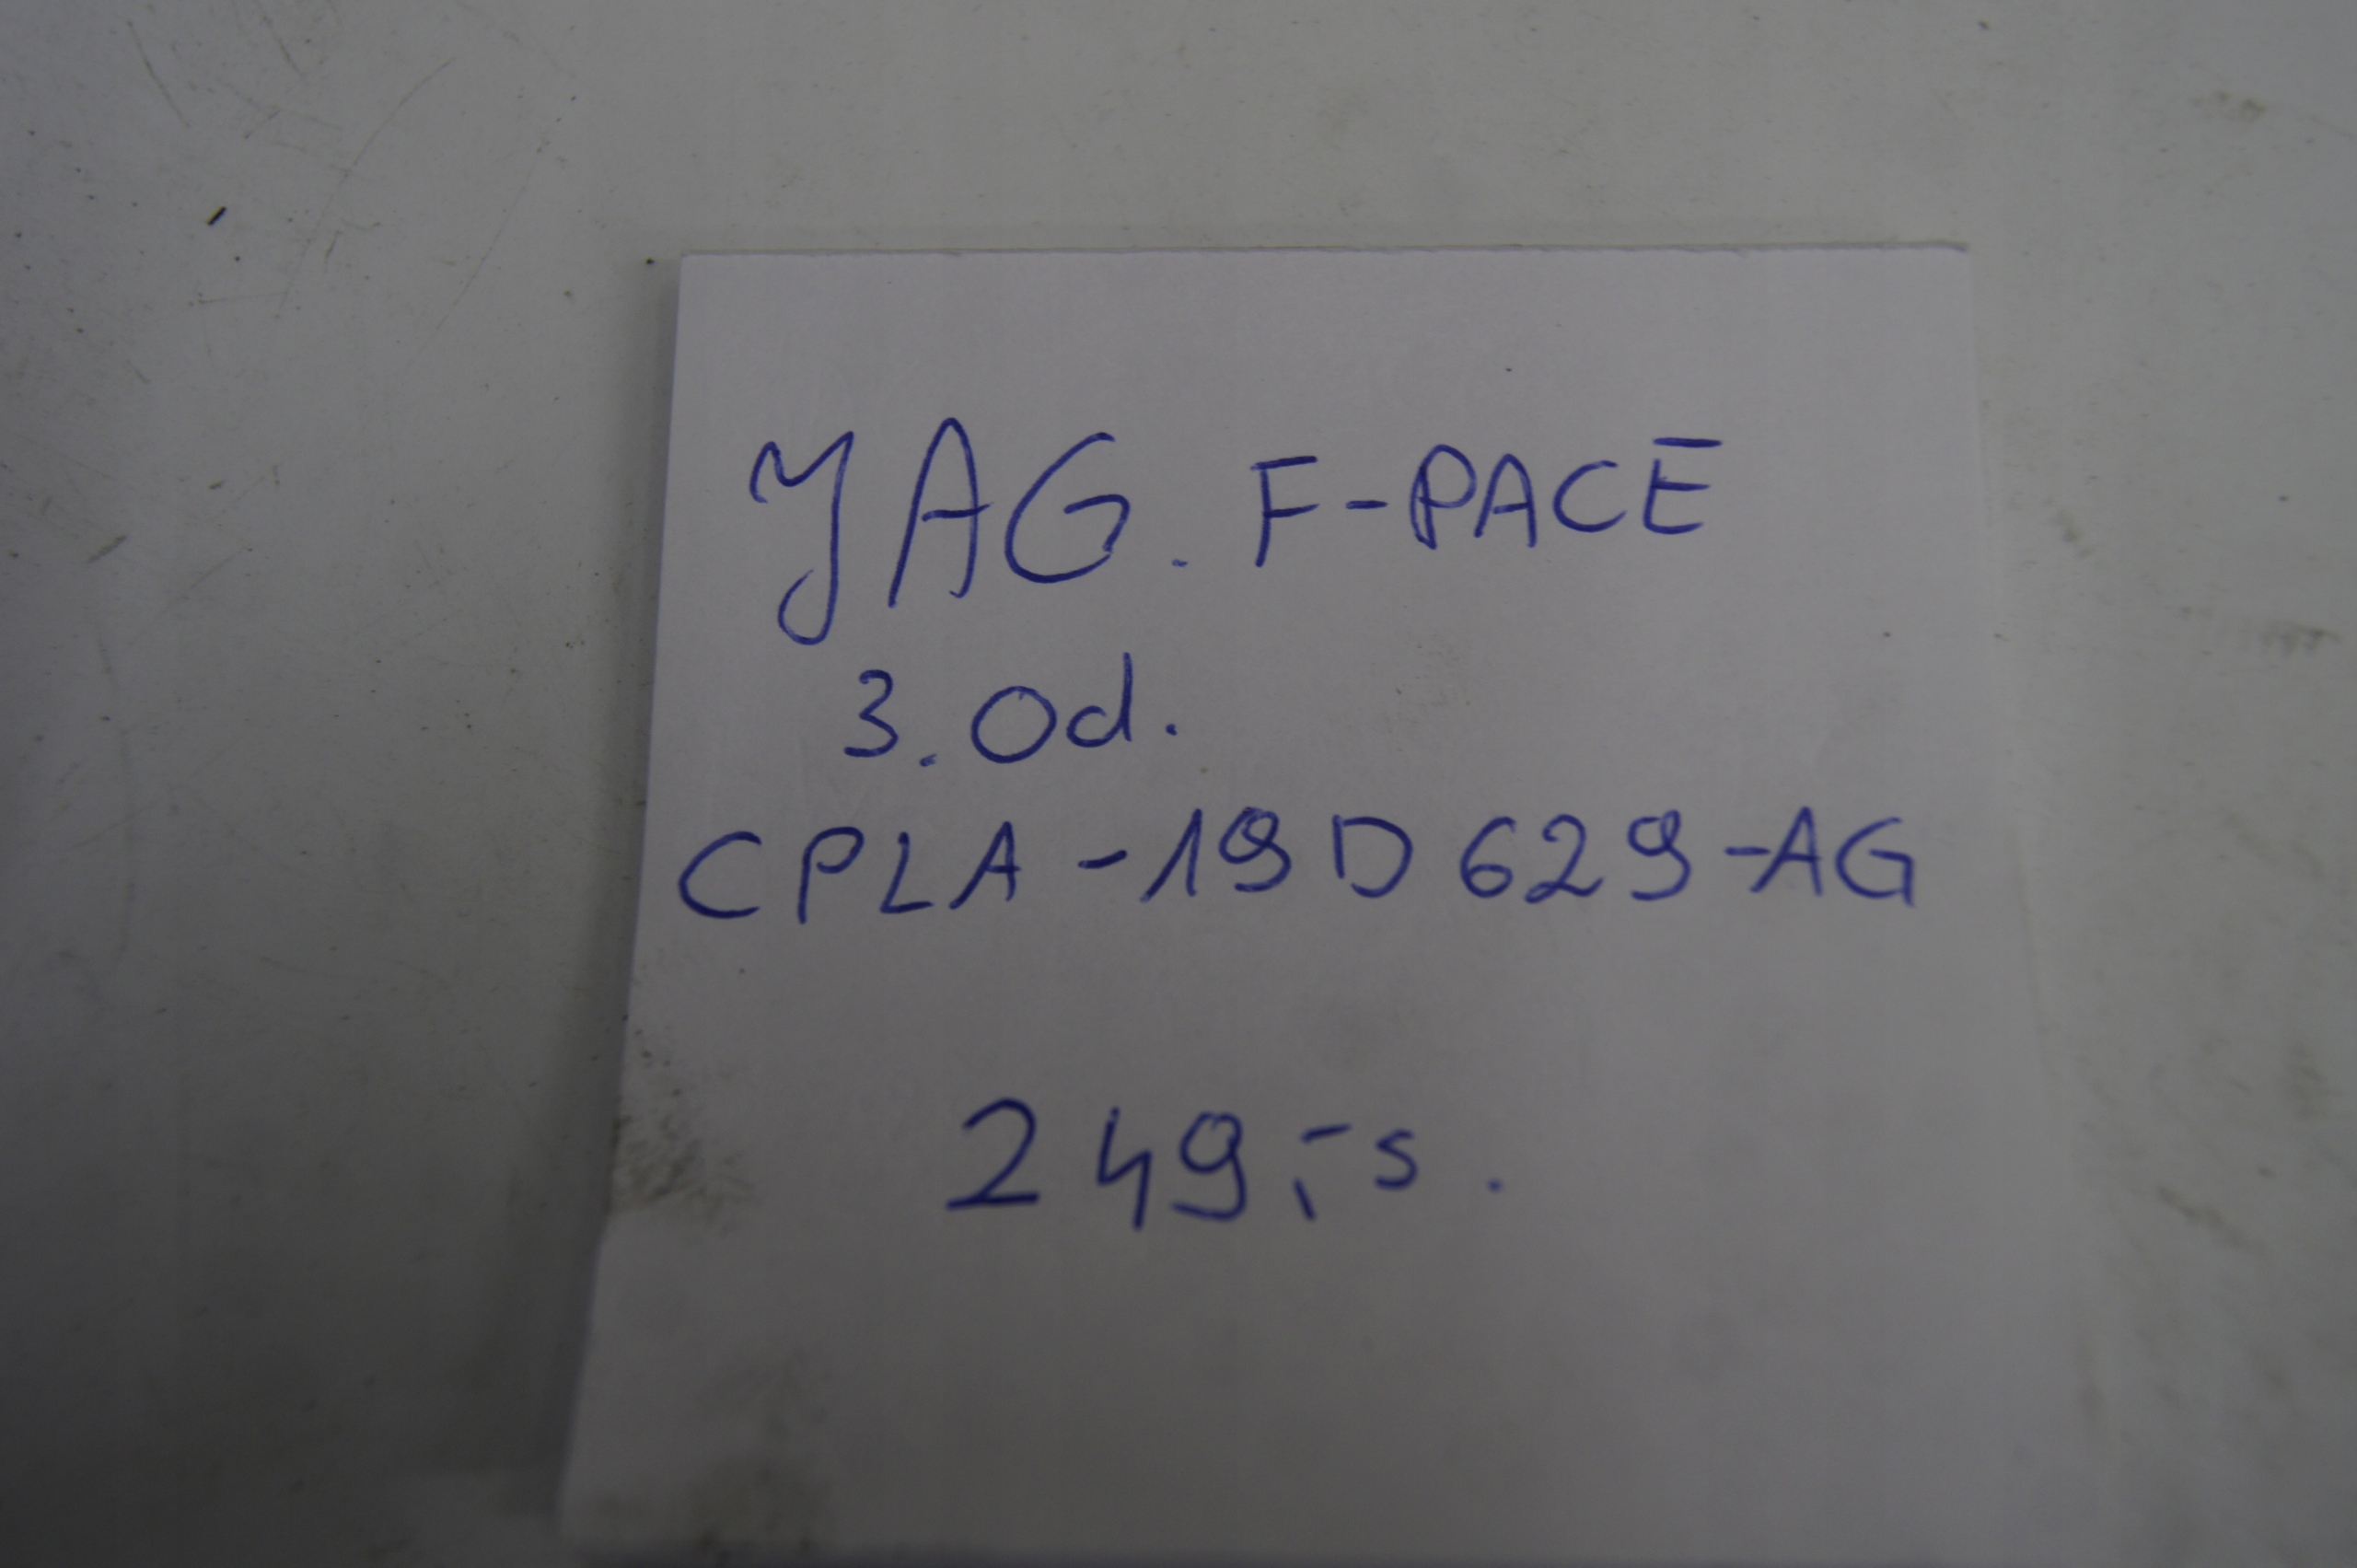 JAG. F-PACE
3.0d.
CPLA-19D629-AG
249,-s.